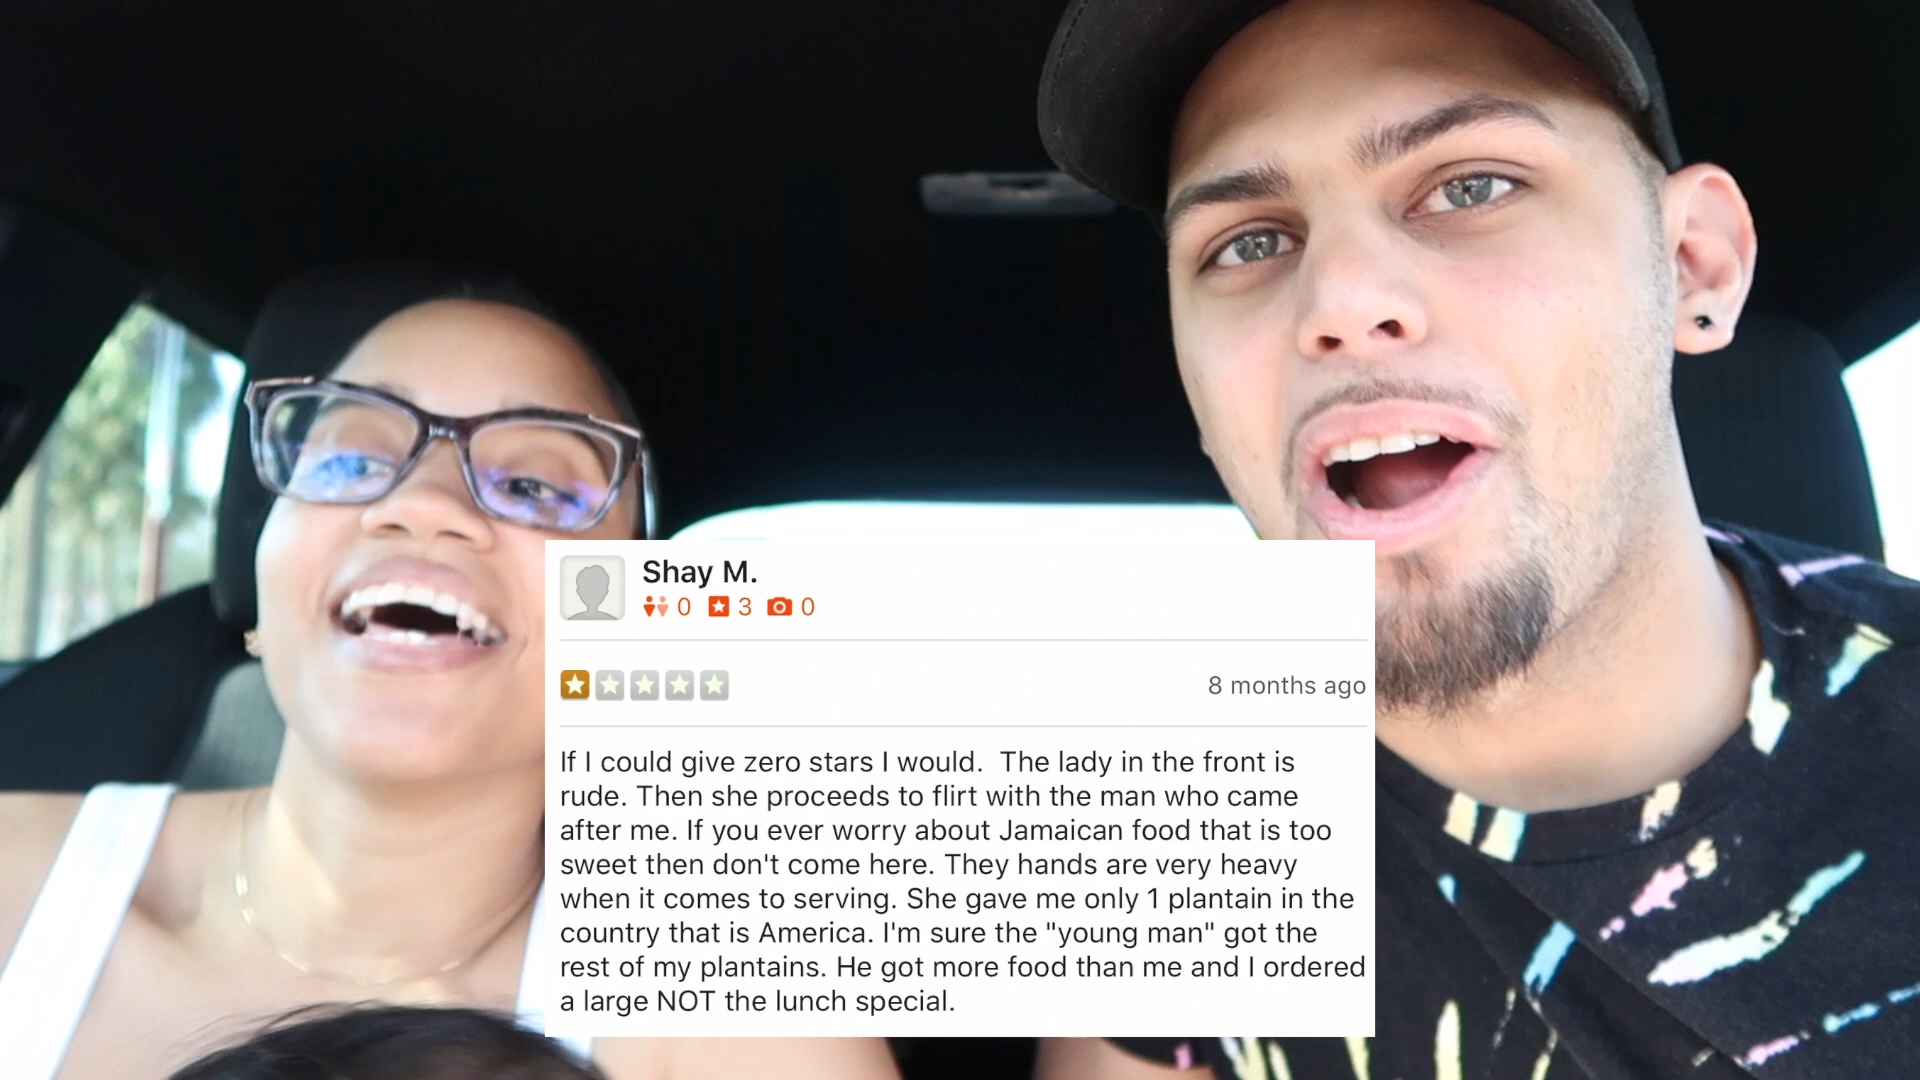 Shay M.
0 3 0
8 months ago
If I could give zero stars I would.  The lady in the front is
rude. Then she proceeds to flirt with the man who came
after me. If you ever worry about Jamaican food that is too
sweet then don't come here. They hands are very heavy
when it comes to serving. She gave me only 1 plantain in the
country that is America. I'm sure the "young man" got the
rest of my plantains. He got more food than me and I ordered
a large NOT the lunch special.